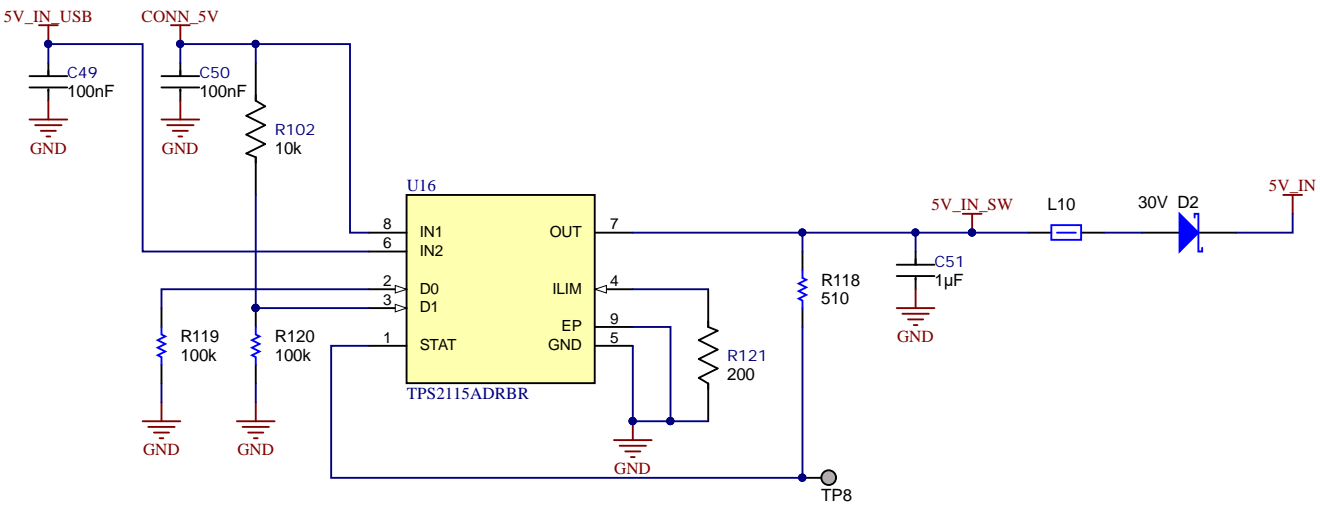 5V_IN_USB
CONN_5V
C49
100nF
GND
C50
100nF
GND
R102
10k
U16
8
IN1
6
IN2
2
D0
3
D1
1
STAT
OUT
7
ILIM
4
EP
9
GND
5
TPS2115ADRBR
R119
100k
GND
R120
100k
GND
R121
200
GND
R118
510
TP8
5V_IN_SW
C51
1µF
GND
L10
30V D2
5V_IN